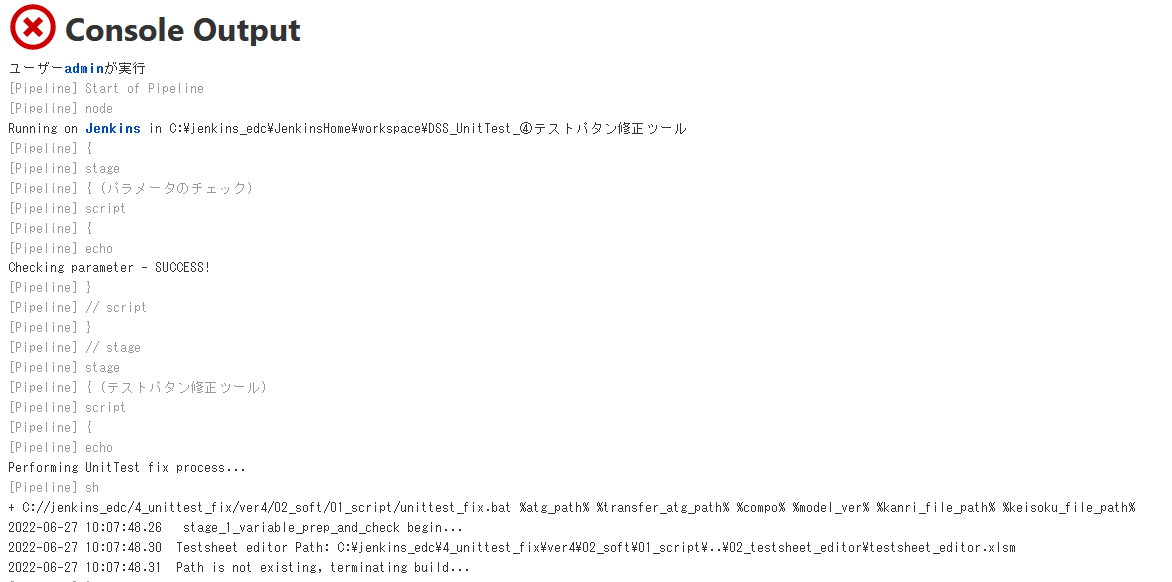 Console Output
ユーザーadminが実行
[Pipeline] Start of Pipeline
[Pipeline] node
Running on Jenkins in C:\jenkins_edc\JenkinsHome\workspace\DSS_UnitTest_④テストパタン修正ツール
[Pipeline] {
[Pipeline] stage
[Pipeline] { (パラメータのチェック)
[Pipeline] script
[Pipeline] {
[Pipeline] echo
Checking parameter - SUCCESS!
[Pipeline] }
[Pipeline] // script
[Pipeline] }
[Pipeline] // stage
[Pipeline] stage
[Pipeline] { (テストパタン修正ツール)
[Pipeline] script
[Pipeline] {
[Pipeline] echo
Performing UnitTest fix process...
[Pipeline] sh
+ C://jenkins_edc/4_unittest_fix/ver4/02_soft/01_script/unittest_fix.bat %atg_path% %transfer_atg_path% %compo% %model_ver% %kanri_file_path% %keisoku_file_path%
2022-06-27 10:07:48.26  stage_1_variable_prep_and_check begin...
2022-06-27 10:07:48.30  Testsheet editor Path: C:\jenkins_edc\4_unittest_fix\ver4\02_soft\01_script\..\02_testsheet_editor\testsheet_editor.xlsm
2022-06-27 10:07:48.31  Path is not existing, terminating build...